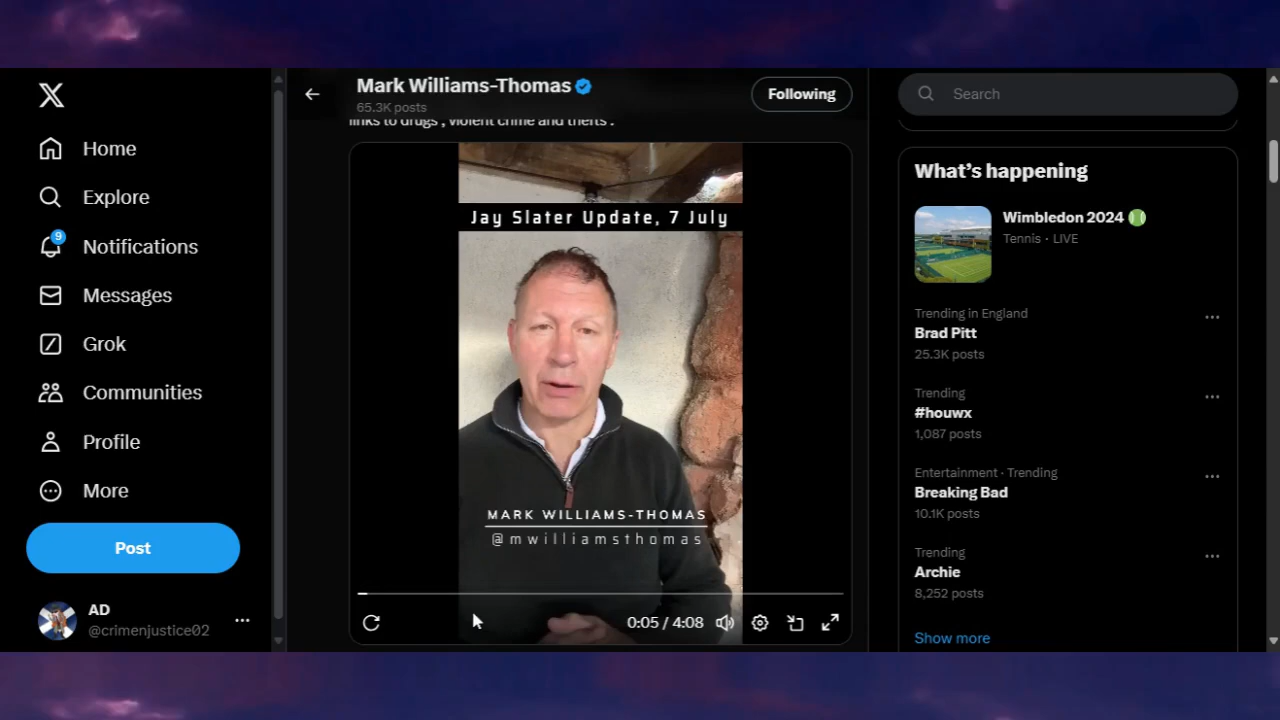 Home
Explore
9
Notifications
Messages
Grok
Communities
Profile
More
Post
AD
@crimenjustice02
Mark Williams-Thomas
65.3K posts
Following
links to drugs , violent crime and thefts .
Jay Slater Update, 7 July
MARK WILLIAMS-THOMAS
@mwilliamsthomas
0:05 / 4:08
Search
What's happening
Wimbledon 2024
Tennis · LIVE
Trending in England
Brad Pitt
25.3K posts
Trending
#houwx
1,087 posts
Entertainment · Trending
Breaking Bad
10.1K posts
Trending
Archie
8,252 posts
Show more